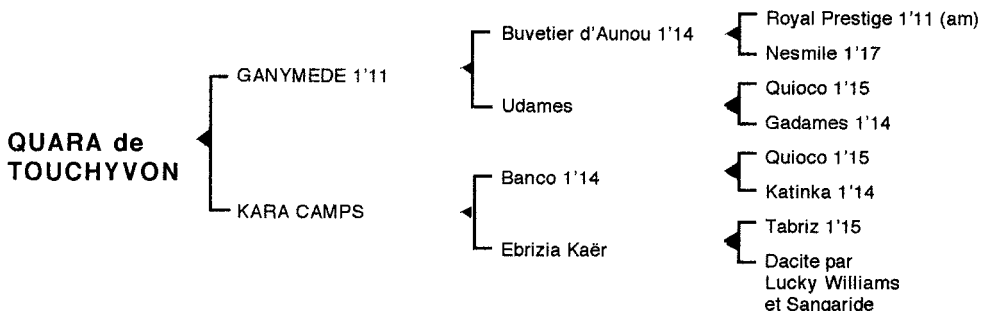 Royal Prestige 1'11 (am)
Buvetier d'Aunou 1'14
Nesmile 1'17
GANYMEDE 1'11
Quioco 1'15
Udames
Gadames 1'14
QUARA de
TOUCHYVON
Quioco 1'15
Banco 1'14
Katinka 1'14
KARA CAMPS
Tabriz 1'15
Ebrizia Kaër
Dacite par
Lucky Williams
et Sangaride